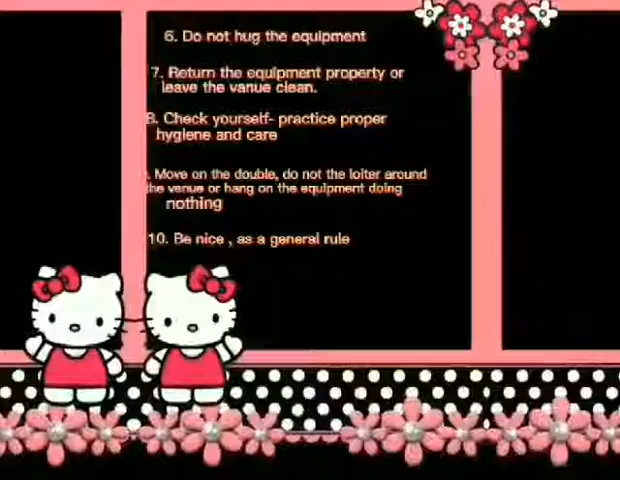 6. Do not hug the equipment
7. Return the equipment property or
leave the vanue clean.
8. Check yourself- practice proper
hygiene and care
. Move on the double, do not the loiter around
the venue or hang on the equipment doing
nothing
10. Be nice , as a general rule